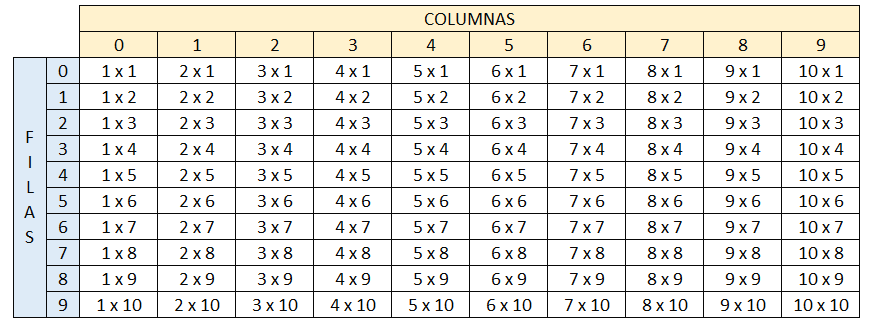 COLUMNAS
0 1 2 3 4 5 6 7 8 9
FILAS
0 1 x 1 2 x 1 3 x 1 4 x 1 5 x 1 6 x 1 7 x 1 8 x 1 9 x 1 10 x 1
1 1 x 2 2 x 2 3 x 2 4 x 2 5 x 2 6 x 2 7 x 2 8 x 2 9 x 2 10 x 2
2 1 x 3 2 x 3 3 x 3 4 x 3 5 x 3 6 x 3 7 x 3 8 x 3 9 x 3 10 x 3
3 1 x 4 2 x 4 3 x 4 4 x 4 5 x 4 6 x 4 7 x 4 8 x 4 9 x 4 10 x 4
4 1 x 5 2 x 5 3 x 5 4 x 5 5 x 5 6 x 5 7 x 5 8 x 5 9 x 5 10 x 5
5 1 x 6 2 x 6 3 x 6 4 x 6 5 x 6 6 x 6 7 x 6 8 x 6 9 x 6 10 x 6
6 1 x 7 2 x 7 3 x 7 4 x 7 5 x 7 6 x 7 7 x 7 8 x 7 9 x 7 10 x 7
7 1 x 8 2 x 8 3 x 8 4 x 8 5 x 8 6 x 8 7 x 8 8 x 8 9 x 8 10 x 8
8 1 x 9 2 x 9 3 x 9 4 x 9 5 x 9 6 x 9 7 x 9 8 x 9 9 x 9 10 x 9
9 1 x 10 2 x 10 3 x 10 4 x 10 5 x 10 6 x 10 7 x 10 8 x 10 9 x 10 10 x 10